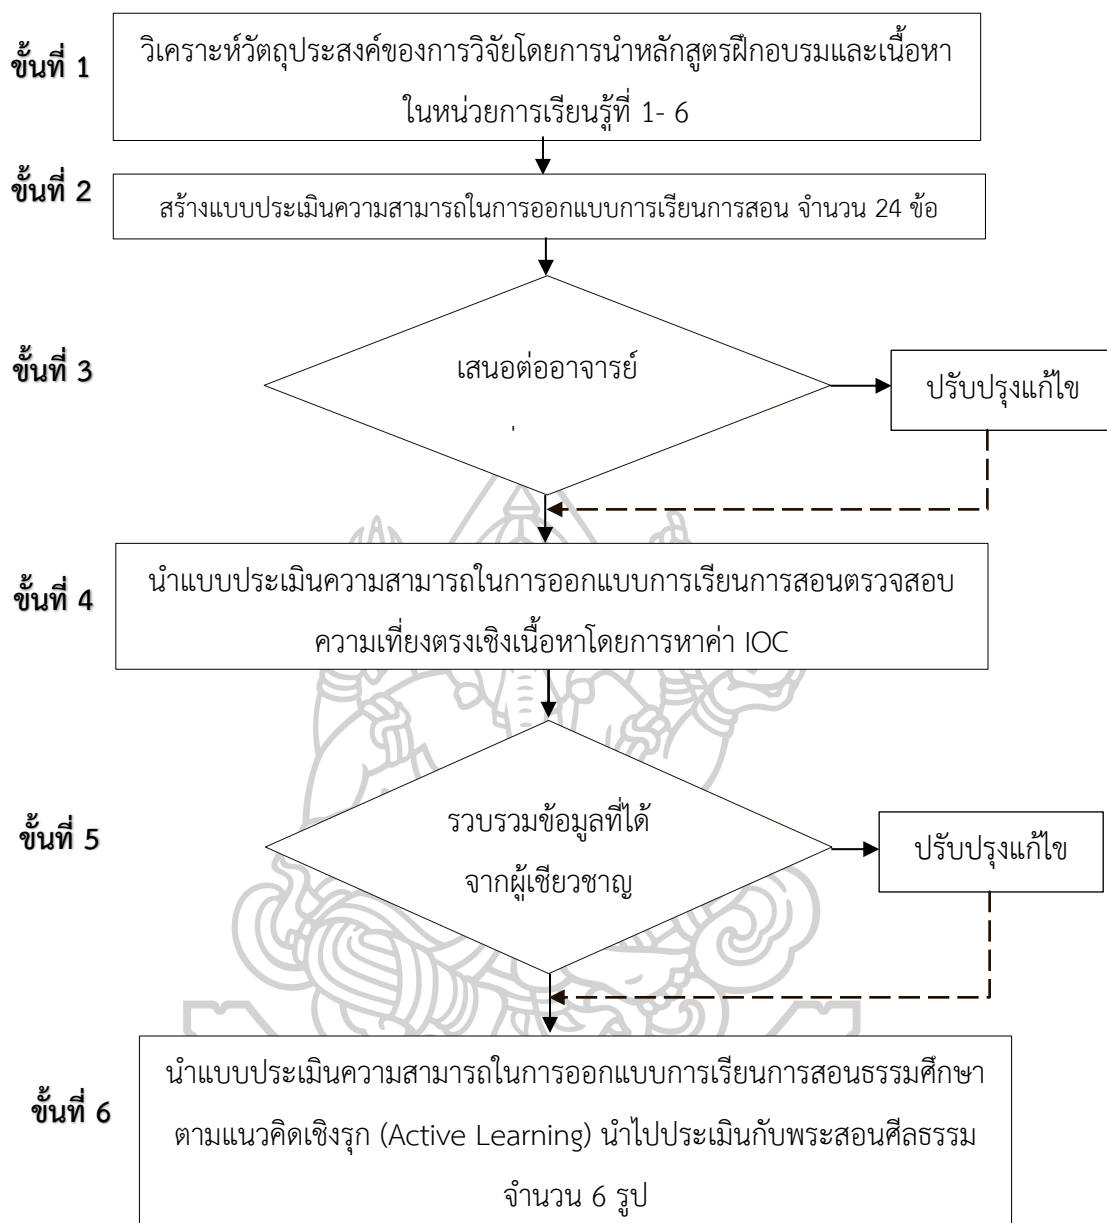 ขั้นที่ 1
วิเคราะห์วัตถุประสงค์ของการวิจัยโดยการนำหลักสูตรฝึกอบรมและเนื้อหา
ในหน่วยการเรียนรู้ที่ 1- 6
ขั้นที่ 2
สร้างแบบประเมินความสามารถในการออกแบบการเรียนการสอน จำนวน 24 ข้อ
ขั้นที่ 3
เสนอต่ออาจารย์
ปรับปรุงแก้ไข
ขั้นที่ 4
นำแบบประเมินความสามารถในการออกแบบการเรียนการสอนตรวจสอบ
ความเที่ยงตรงเชิงเนื้อหาโดยการหาค่า IOC
ขั้นที่ 5
รวบรวมข้อมูลที่ได้
จากผู้เชียวชาญ
ปรับปรุงแก้ไข
ขั้นที่ 6
นำแบบประเมินความสามารถในการออกแบบการเรียนการสอนธรรมศึกษา
ตามแนวคิดเชิงรุก (Active Learning) นำไปประเมินกับพระสอนศีลธรรม
จำนวน 6 รูป